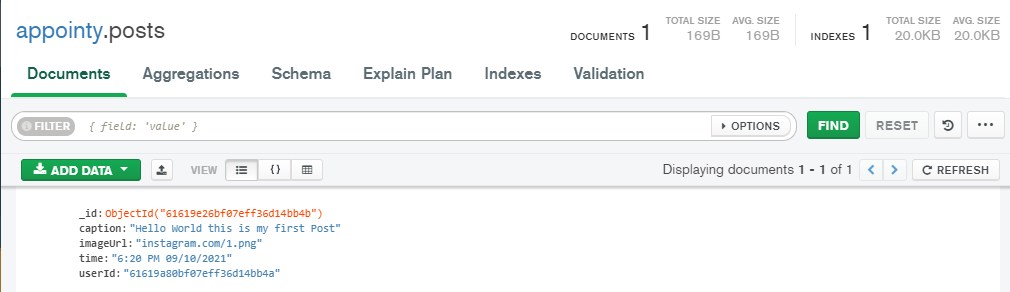 appointy.posts
DOCUMENTS 1 TOTAL SIZE 169B AVG. SIZE 169B INDEXES 1 TOTAL SIZE 20.0KB AVG. SIZE 20.0KB
Documents Aggregations Schema Explain Plan Indexes Validation
FILTER { field: 'value' } OPTIONS FIND RESET
ADD DATA VIEW {} Displaying documents 1 - 1 of 1 < > REFRESH
_id: ObjectId("61619e26bf07eff36d14bb4b")
caption: "Hello World this is my first Post"
imageUrl: "instagram.com/1.png"
time: "6:20 PM 09/10/2021"
userId: "61619a80bf07eff36d14bb4a"